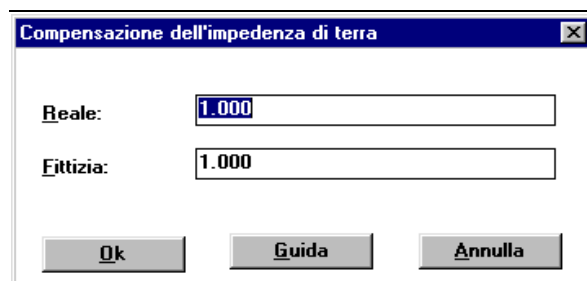 Compensazione dell'impedenza di terra
Reale: 1.000
Fittizia: 1.000
Ok Guida Annulla